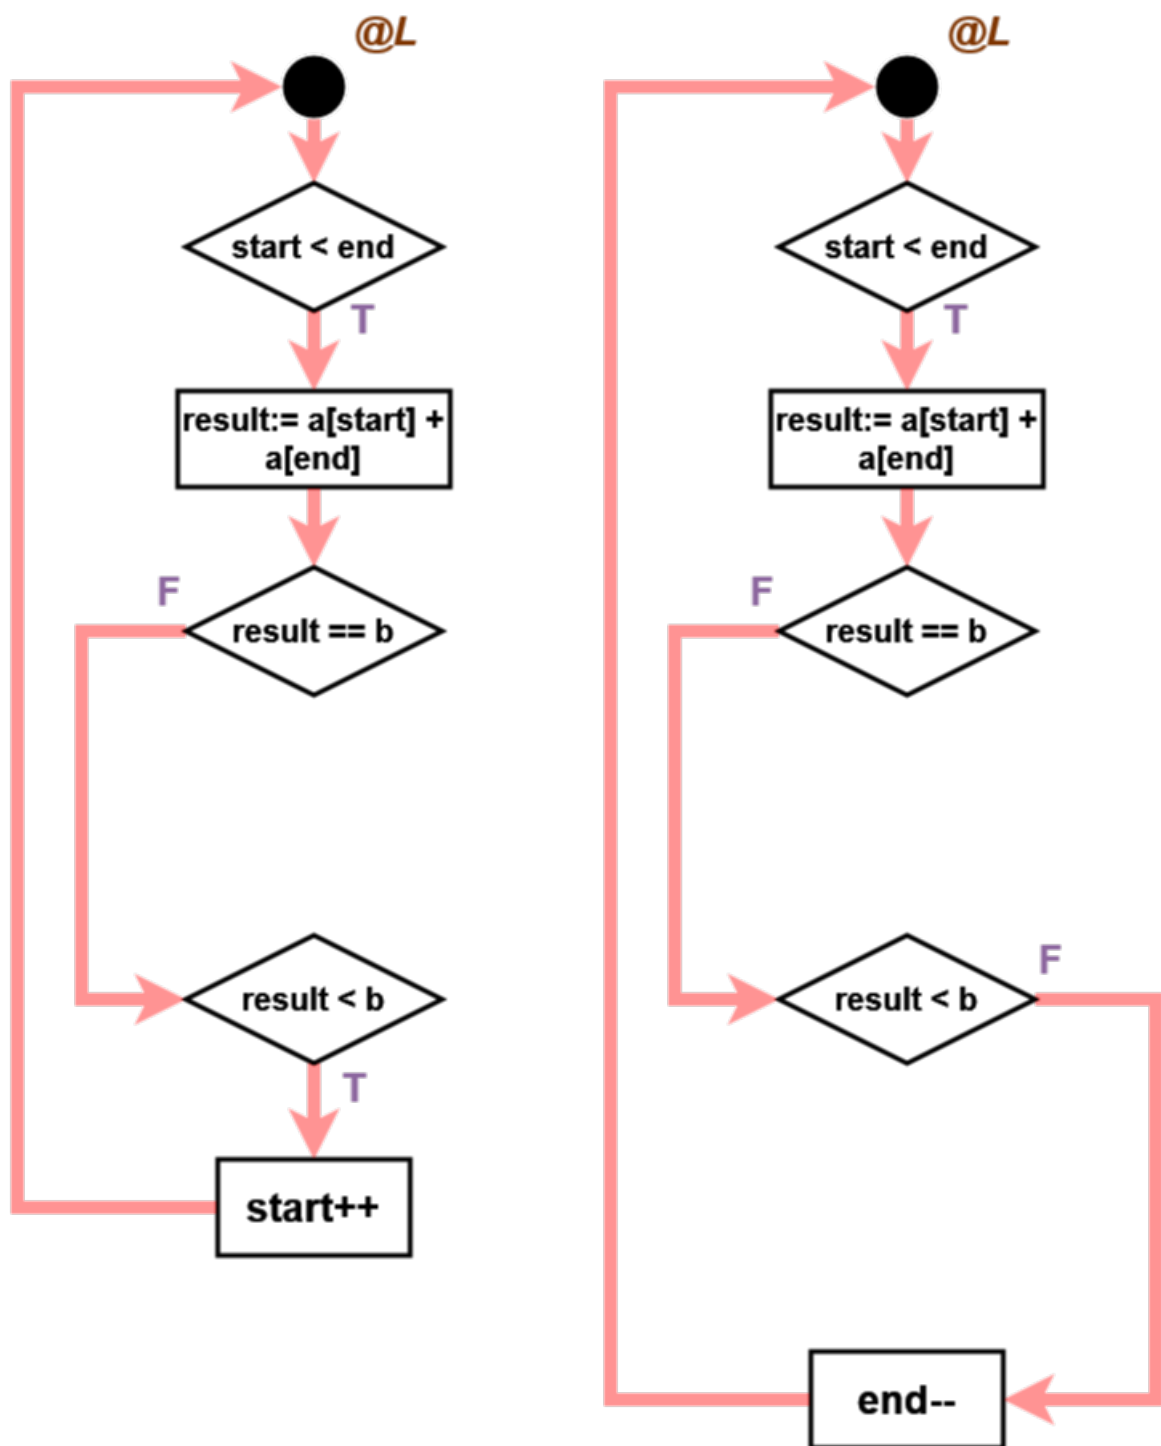 @L
start < end
T
result:= a[start] +
a[end]
F
result == b
result < b
T
start++
@L
start < end
T
result:= a[start] +
a[end]
F
result == b
result < b
F
end--